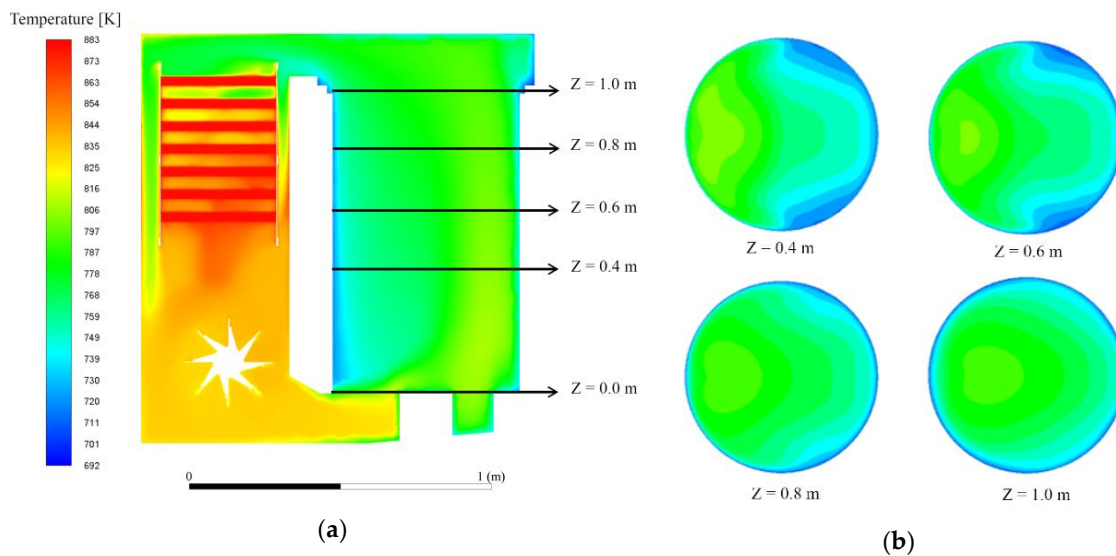 Temperature [K]
883
873
863
854
844
835
825
816
806
797
787
778
768
759
749
739
730
720
711
701
692
Z = 1.0 m
Z = 0.8 m
Z = 0.6 m
Z = 0.4 m
Z = 0.0 m
0
1 (m)
(a)
Z – 0.4 m
Z = 0.6 m
Z = 0.8 m
Z = 1.0 m
(b)